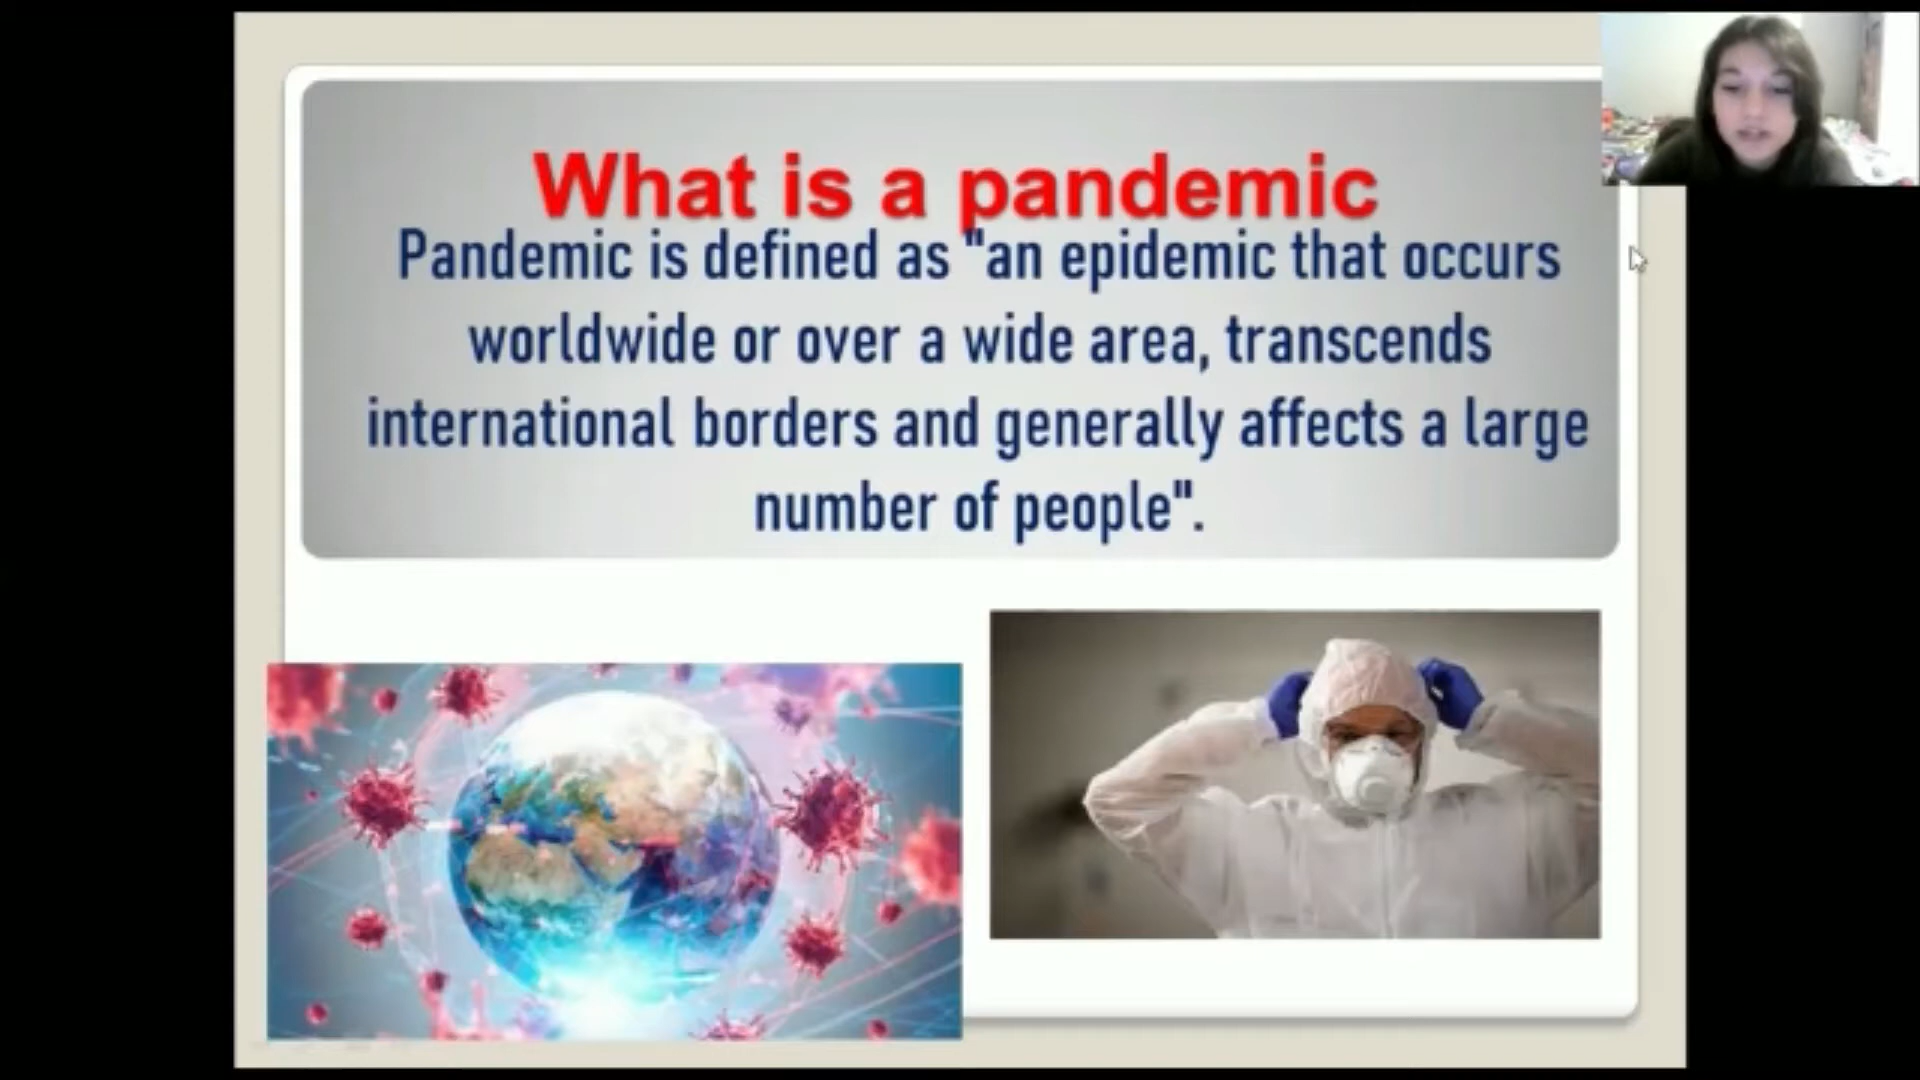 What is a pandemic
Pandemic is defined as "an epidemic that occurs
worldwide or over a wide area, transcends
international borders and generally affects a large
number of people".